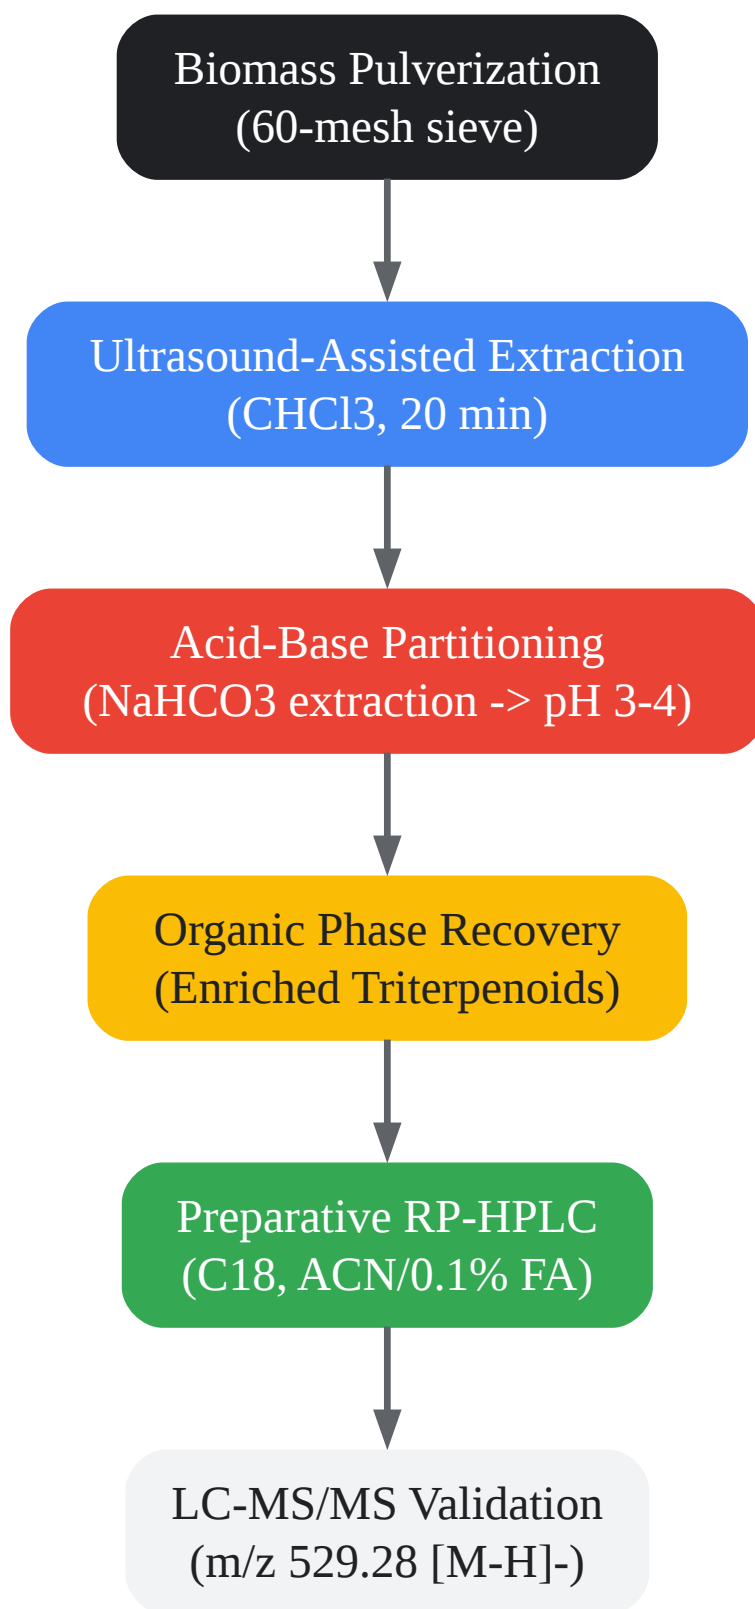 Biomass Pulverization
(60-mesh sieve)
Ultrasound-Assisted Extraction
(CHCl3, 20 min)
Acid-Base Partitioning
(NaHCO3 extraction -> pH 3-4)
Organic Phase Recovery
(Enriched Triterpenoids)
Preparative RP-HPLC
(C18, ACN/0.1% FA)
LC-MS/MS Validation
(m/z 529.28 [M-H]-)